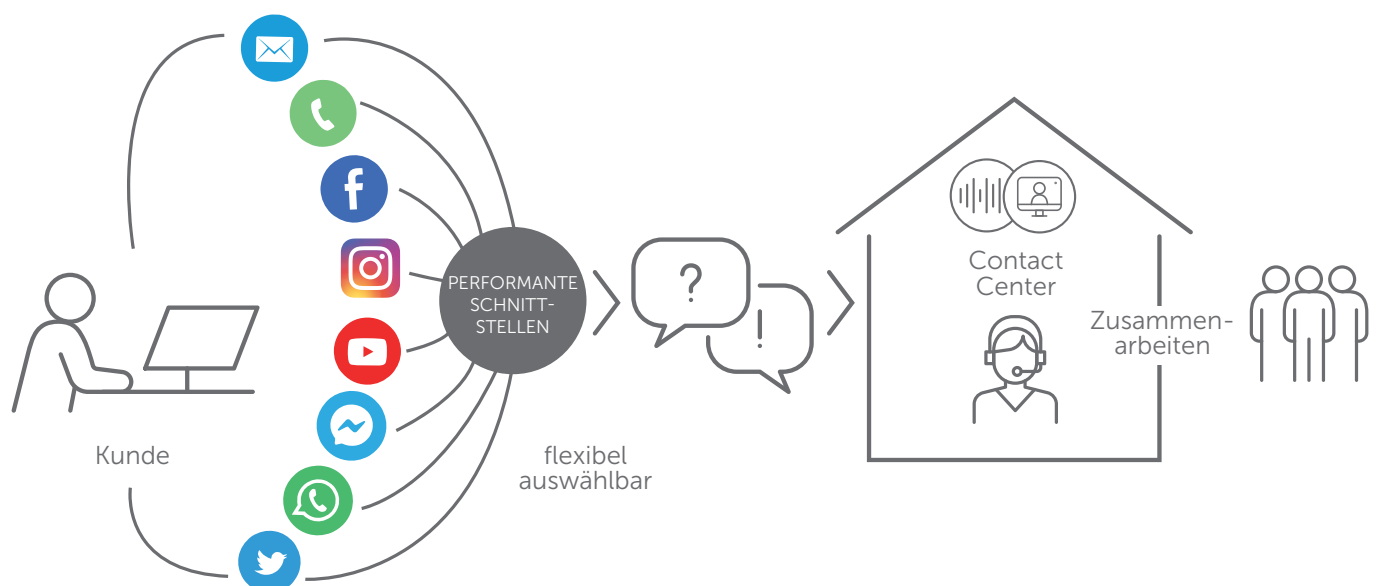 Kunde
PERFORMANTE
SCHNITT-
STELLEN
flexibel
auswählbar
?
!
Contact
Center
Zusammen-
arbeiten